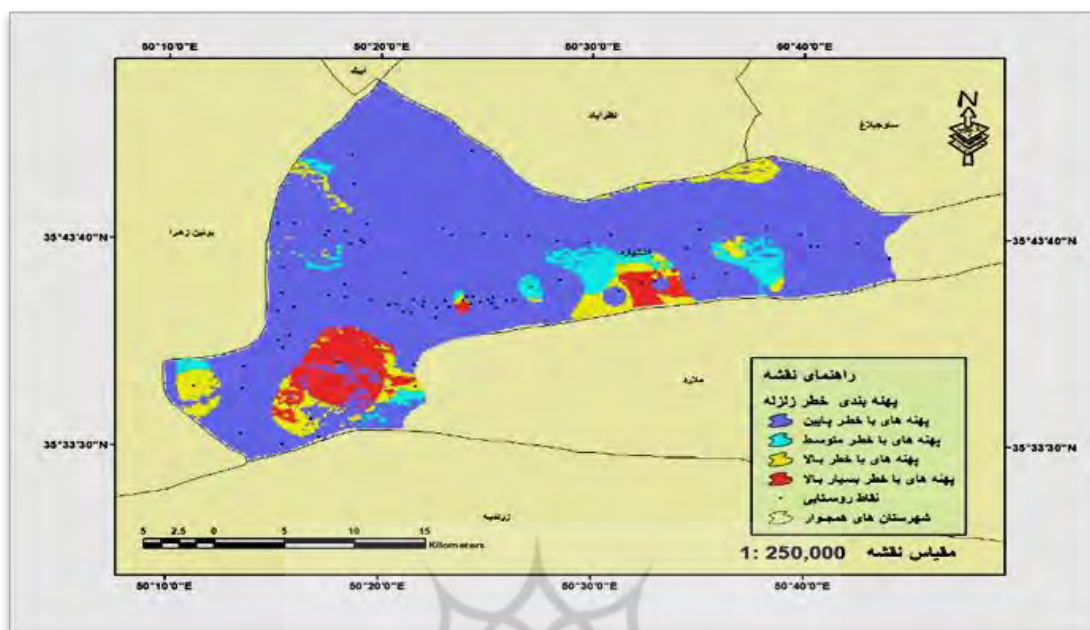 50°10'0"E 50°20'0"E 50°30'0"E 50°40'0"E
آبیک
نظرآباد
ساوجبلاغ
N
35°43'40"N
بوئین زهرا
35°43'40"N
اشتهارد
ملارد
راهنمای نقشه
پهنه بندی خطر زلزله
پهنه های با خطر پایین
پهنه های با خطر متوسط
پهنه های با خطر بالا
پهنه های با خطر بسیار بالا
نقاط روستایی
شهرستان های همجوار
35°33'30"N
35°33'30"N
زرندیه
5 2.5 0 5 10 15
Kilometers
مقیاس نقشه 1: 250,000
50°10'0"E 50°20'0"E 50°30'0"E 50°40'0"E